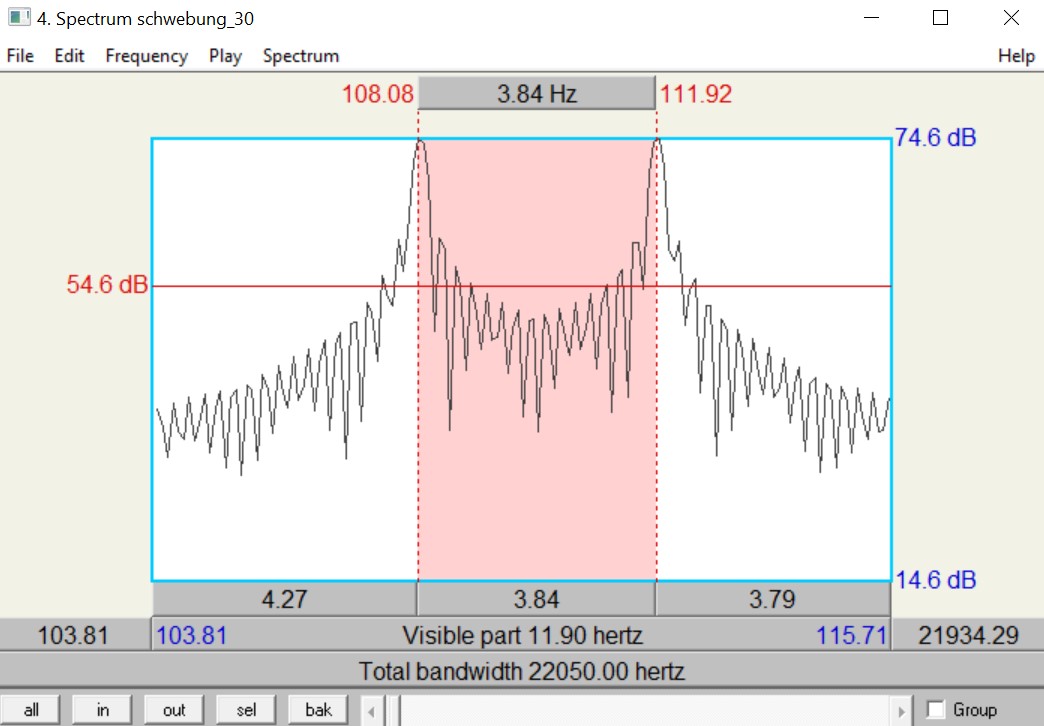 4. Spectrum schwebung_30
File Edit Frequency Play Spectrum Help
108.08 3.84 Hz 111.92
74.6 dB
54.6 dB
14.6 dB
4.27 3.84 3.79
103.81 103.81 Visible part 11.90 hertz 115.71 21934.29
Total bandwidth 22050.00 hertz
all in out sel bak Group